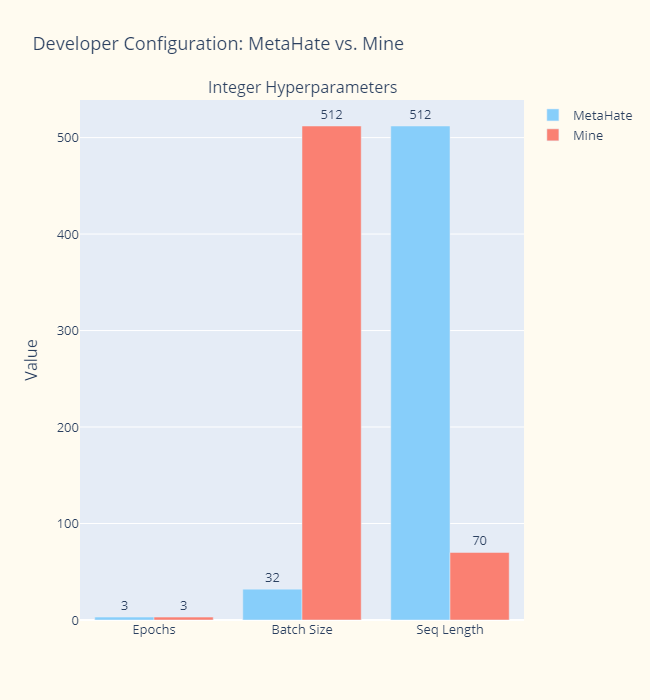 Developer Configuration: MetaHate vs. Mine
Integer Hyperparameters
MetaHate
Mine
Value
500
400
300
200
100
0
3
3
32
512
512
70
Epochs
Batch Size
Seq Length